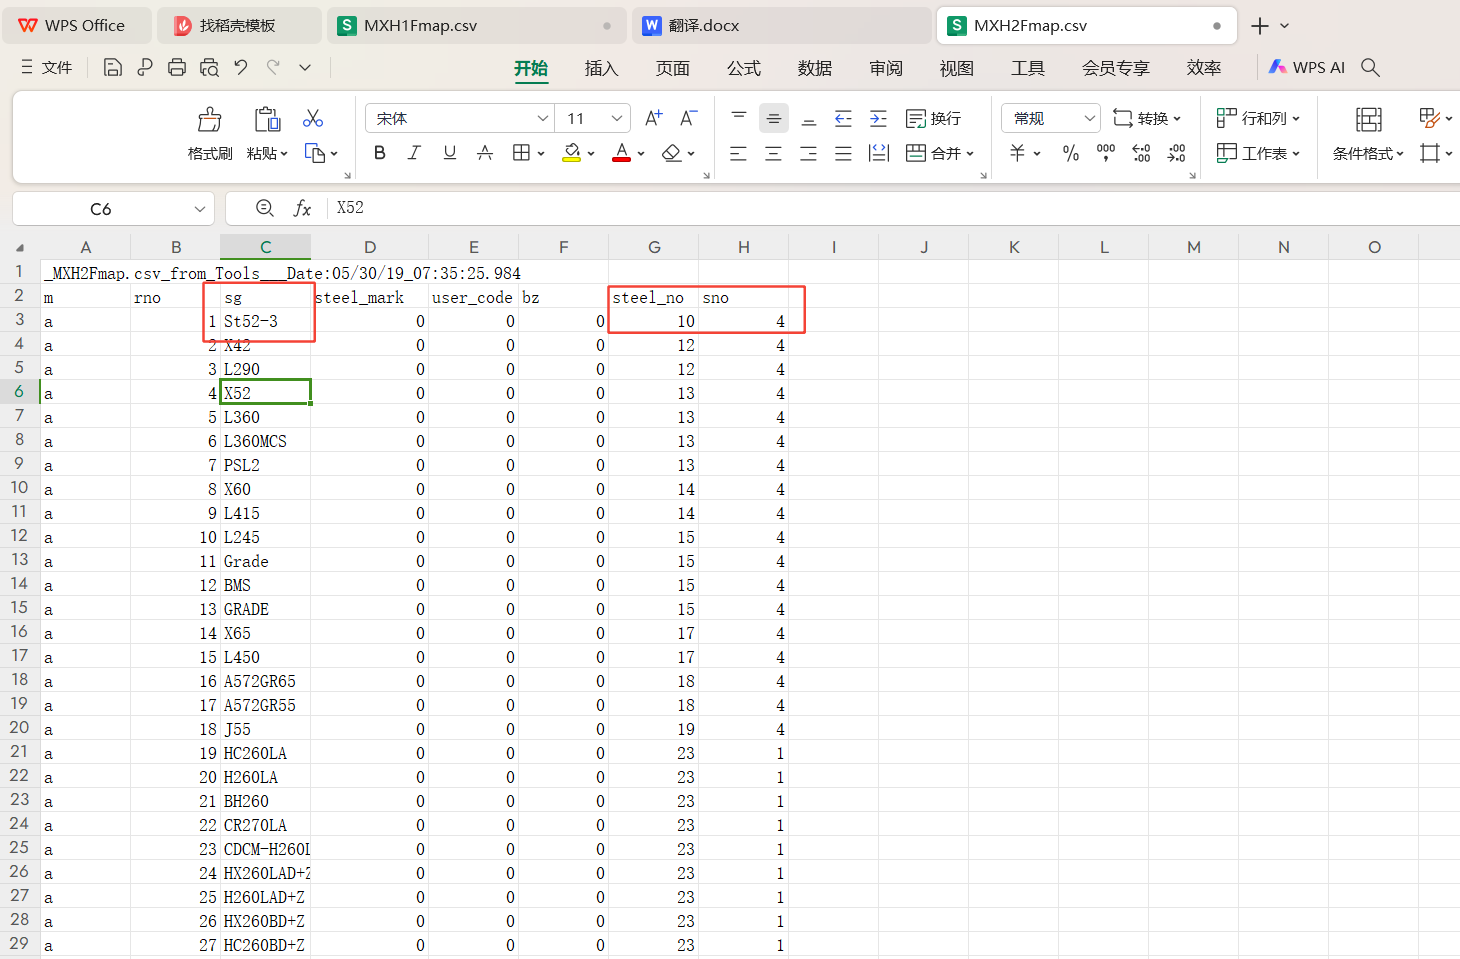 WPS Office 找稻壳模板 MXH1Fmap.csv 翻译.docx MXH2Fmap.csv
文件 开始 插入 页面 公式 数据 审阅 视图 工具 会员专享 效率 WPS AI
宋体 11 换行 常规 转换 行和列
格式刷 粘贴 合并 工作表 条件格式
C6 fx X52
A B C D E F G H I J K L M N O
1 _MXH2Fmap.csv_from_Tools___Date:05/30/19_07:35:25.984
2 m rno sg steel_mark user_code bz steel_no sno
3 a 1 St52-3 0 0 0 10 4
4 a 2 X42 0 0 0 12 4
5 a 3 L290 0 0 0 12 4
6 a 4 X52 0 0 0 13 4
7 a 5 L360 0 0 0 13 4
8 a 6 L360MCS 0 0 0 13 4
9 a 7 PSL2 0 0 0 13 4
10 a 8 X60 0 0 0 14 4
11 a 9 L415 0 0 0 14 4
12 a 10 L245 0 0 0 15 4
13 a 11 Grade 0 0 0 15 4
14 a 12 BMS 0 0 0 15 4
15 a 13 GRADE 0 0 0 15 4
16 a 14 X65 0 0 0 17 4
17 a 15 L450 0 0 0 17 4
18 a 16 A572GR65 0 0 0 18 4
19 a 17 A572GR55 0 0 0 18 4
20 a 18 J55 0 0 0 19 4
21 a 19 HC260LA 0 0 0 23 1
22 a 20 H260LA 0 0 0 23 1
23 a 21 BH260 0 0 0 23 1
24 a 22 CR270LA 0 0 0 23 1
25 a 23 CDCM-H260L 0 0 0 23 1
26 a 24 HX260LAD+Z 0 0 0 23 1
27 a 25 H260LAD+Z 0 0 0 23 1
28 a 26 HX260BD+Z 0 0 0 23 1
29 a 27 HC260BD+Z 0 0 0 23 1